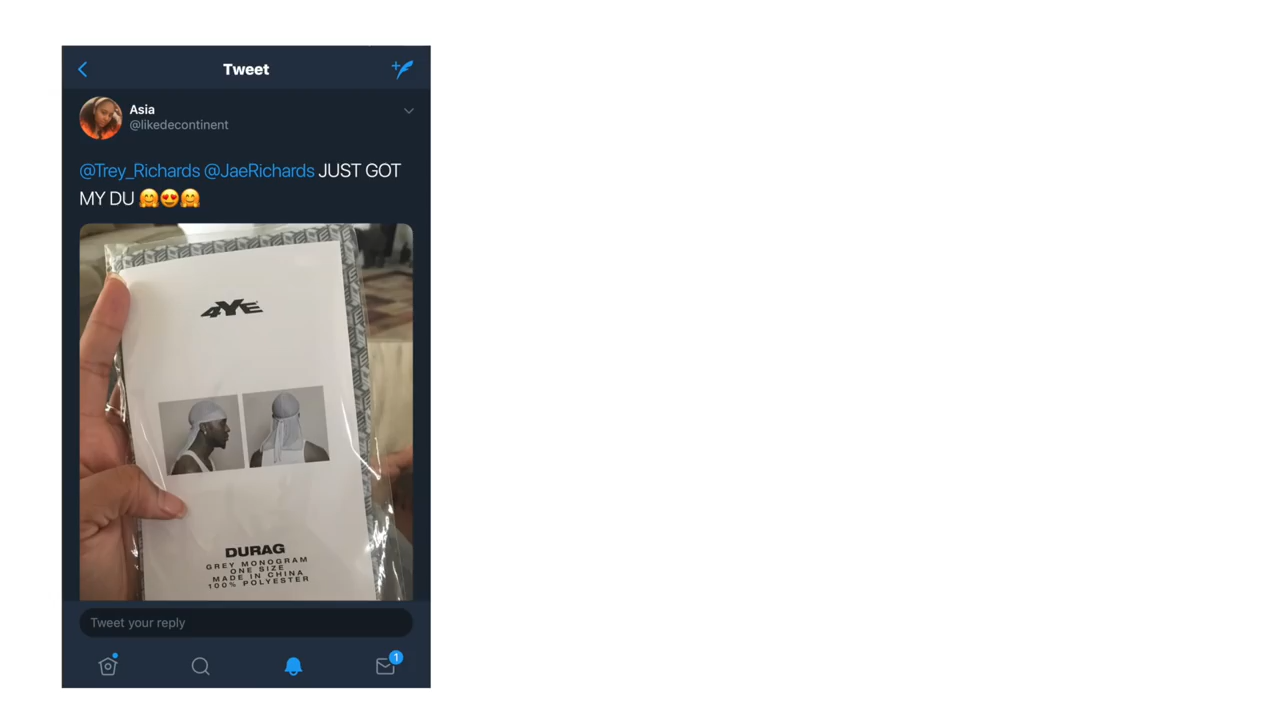 Tweet
Asia
@likedecontinent
@Trey_Richards @JaeRichards JUST GOT
MY DU 🤗😍🤗
4YE
DURAG
GREY MONOGRAM
ONE SIZE
MADE IN CHINA
100% POLYESTER
Tweet your reply
1